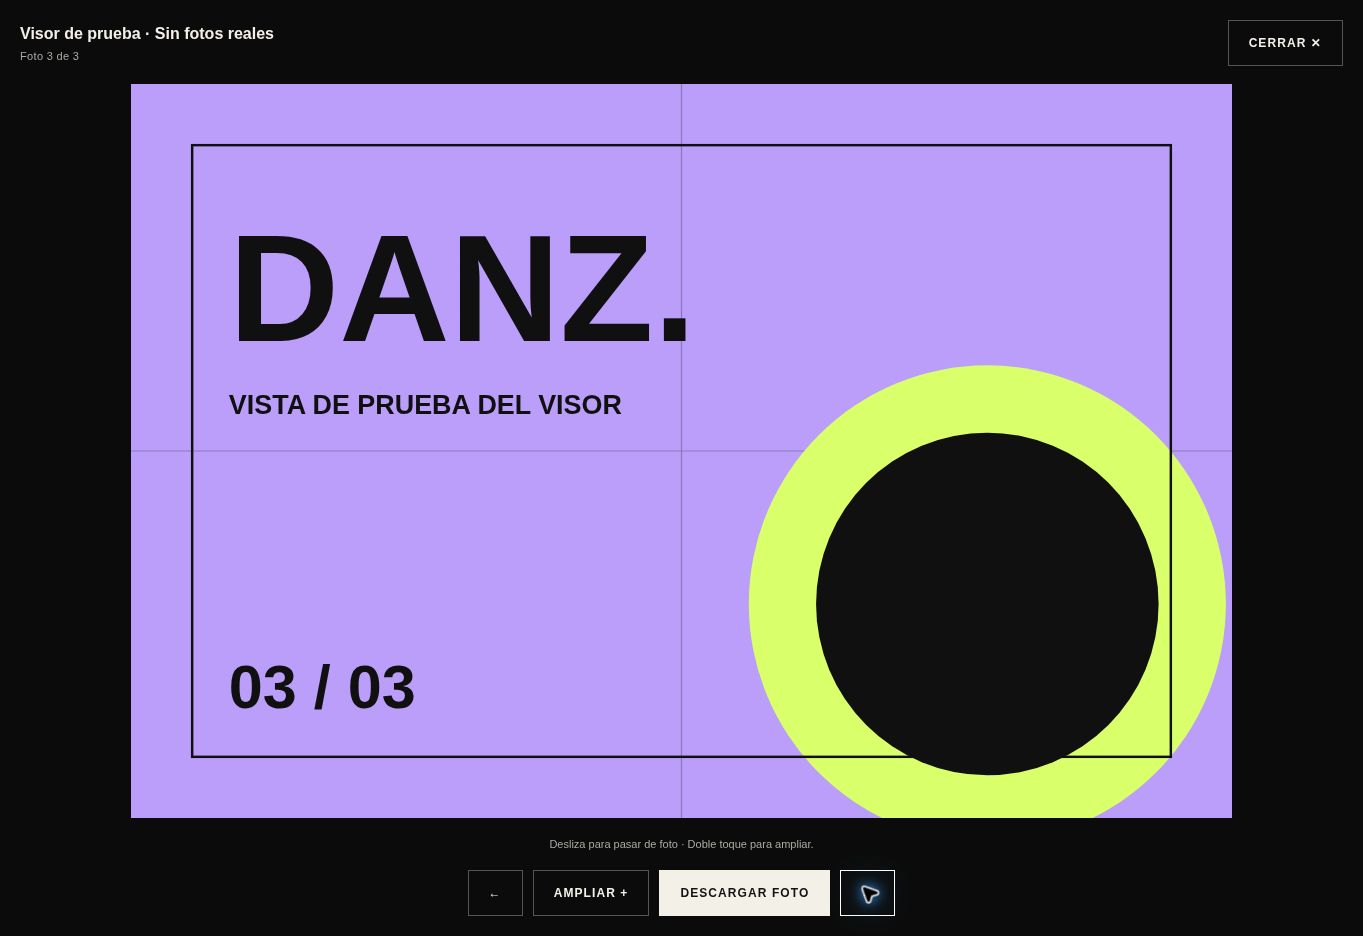 Visor de prueba · Sin fotos reales
Foto 3 de 3
CERRAR ✕
DANZ.
VISTA DE PRUEBA DEL VISOR
03 / 03
Desliza para pasar de foto · Doble toque para ampliar.
←
AMPLIAR +
DESCARGAR FOTO